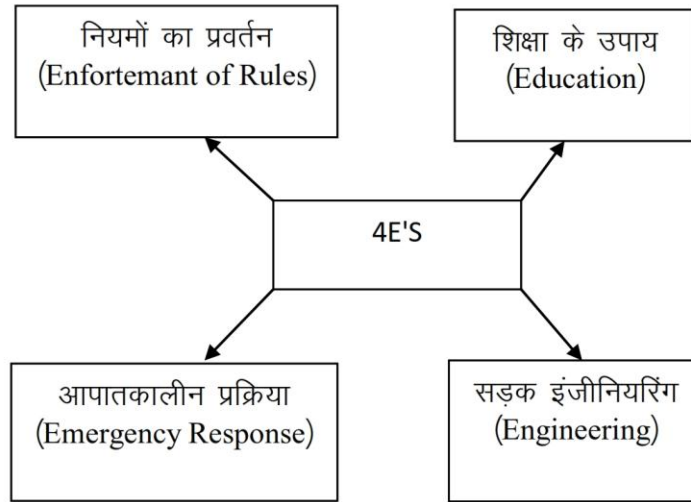 नियमों का प्रवर्तन
(Enfortemant of Rules)
शिक्षा के उपाय
(Education)
4E'S
आपातकालीन प्रक्रिया
(Emergency Response)
सड़क इंजीनियरिंग
(Engineering)